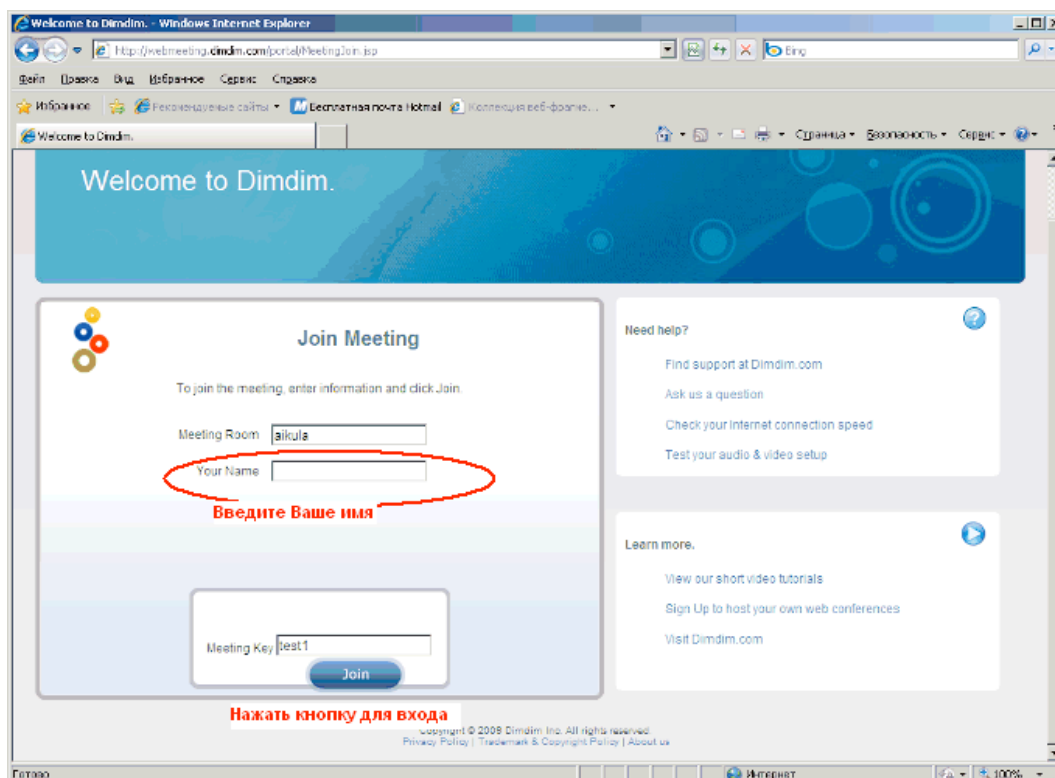 Welcome to Dimdim. - Windows Internet Explorer
http://webmeeting.dimdim.com/portal/MeetingJoin.jsp
Bing
Файл Правка Вид Избранное Сервис Справка
Избранное Рекомендуемые сайты Бесплатная почта Hotmail Коллекция веб-фрагме...
Welcome to Dimdim.
Страница Безопасность Сервис
Welcome to Dimdim.
Join Meeting
To join the meeting, enter information and click Join.
Meeting Room aikula
Your Name
Введите Ваше имя
Meeting Key test1
Join
Нажать кнопку для входа
Need help?
Find support at Dimdim.com
Ask us a question
Check your Internet connection speed
Test your audio & video setup
Learn more.
View our short video tutorials
Sign Up to host your own web conferences
Visit Dimdim.com
Copyright © 2009 Dimdim Inc. All rights reserved.
Privacy Policy | Trademark & Copyright Policy | About us
Готово
Интернет
100%